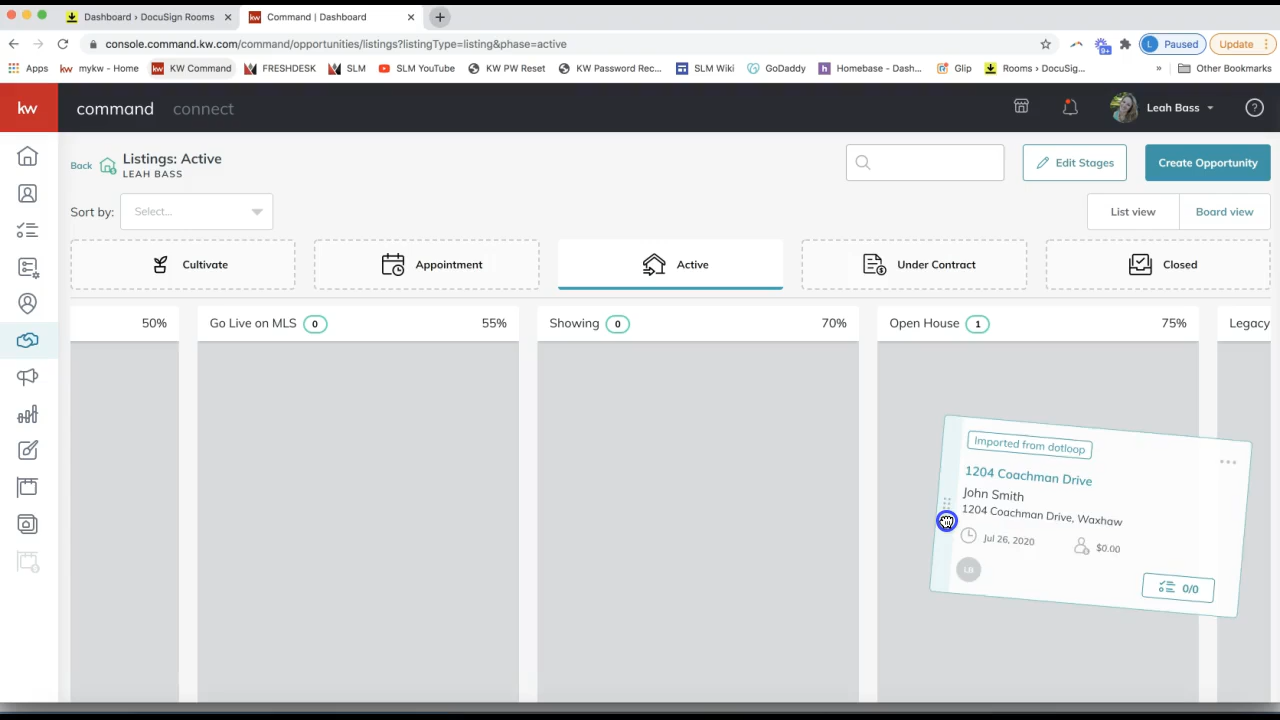 Dashboard › DocuSign Rooms
Command | Dashboard
console.command.kw.com/command/opportunities/listings?listingType=listing&phase=active
L Paused
Update
Apps
kw mykw - Home
kw KW Command
FRESHDESK
SLM
SLM YouTube
KW PW Reset
KW Password Rec...
SLM Wiki
GoDaddy
h Homebase - Dash...
Glip
Rooms › DocuSig...
»
Other Bookmarks
kw
command connect
Leah Bass
Back
Listings: Active
LEAH BASS
Edit Stages
Create Opportunity
Sort by:
Select...
List view
Board view
Cultivate
Appointment
Active
Under Contract
Closed
50%
Go Live on MLS 0 55%
Showing 0 70%
Open House 1 75%
Legacy
Imported from dotloop
1204 Coachman Drive
John Smith
1204 Coachman Drive, Waxhaw
Jul 26, 2020
$0.00
LB
0/0